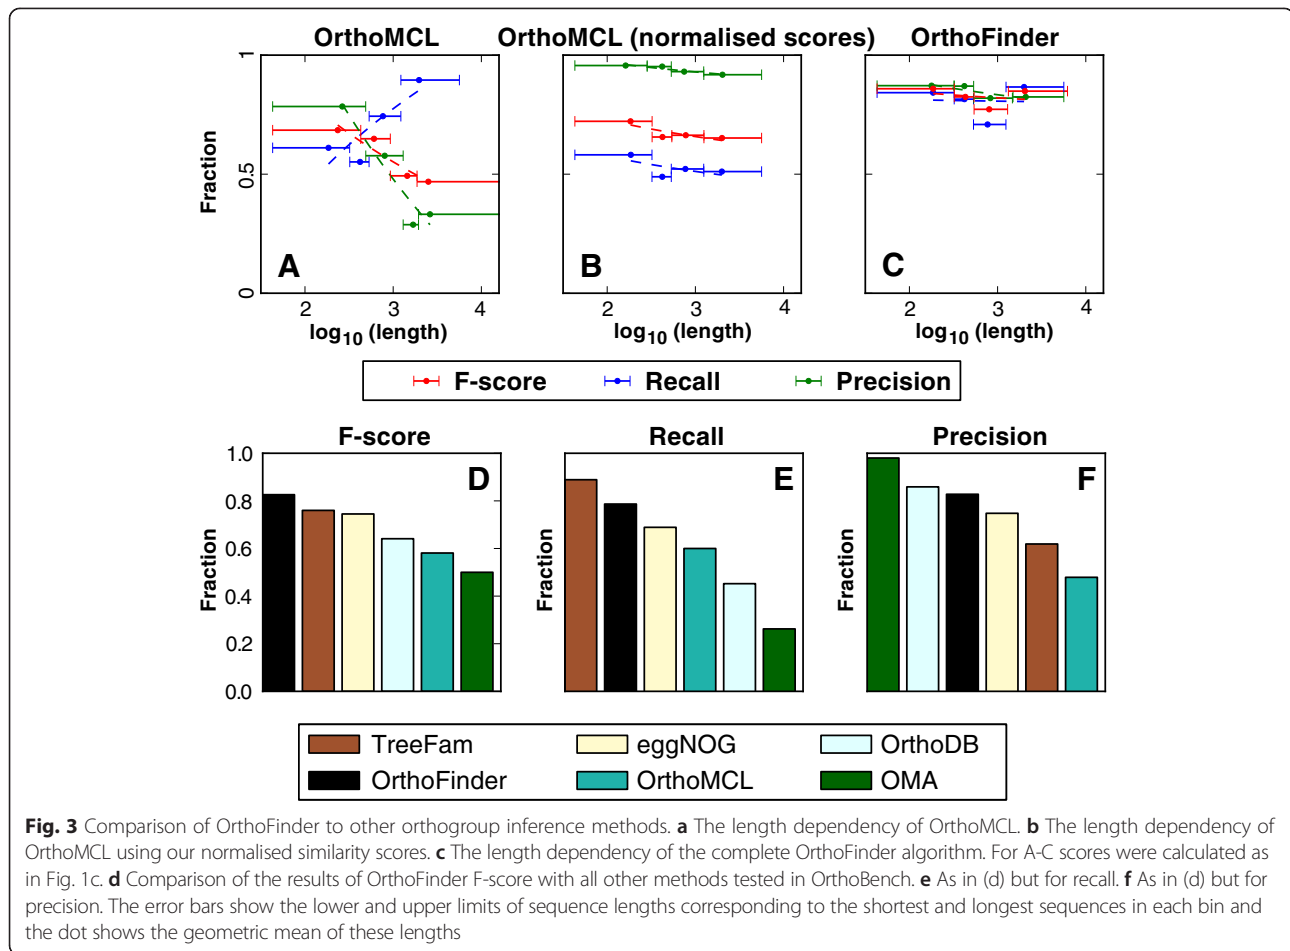 OrthoMCL
OrthoMCL (normalised scores)
OrthoFinder
1
0.5
0
Fraction
A
2 3 4
log10 (length)
B
2 3 4
log10 (length)
C
2 3 4
log10 (length)
F-score Recall Precision
F-score
Recall
Precision
1.0
0.8
0.6
0.4
0.2
0.0
Fraction
D
Fraction
E
Fraction
F
TreeFam eggNOG OrthoDB
OrthoFinder OrthoMCL OMA
Fig. 3 Comparison of OrthoFinder to other orthogroup inference methods. a The length dependency of OrthoMCL. b The length dependency of
OrthoMCL using our normalised similarity scores. c The length dependency of the complete OrthoFinder algorithm. For A-C scores were calculated as
in Fig. 1c. d Comparison of the results of OrthoFinder F-score with all other methods tested in OrthoBench. e As in (d) but for recall. f As in (d) but for
precision. The error bars show the lower and upper limits of sequence lengths corresponding to the shortest and longest sequences in each bin and
the dot shows the geometric mean of these lengths